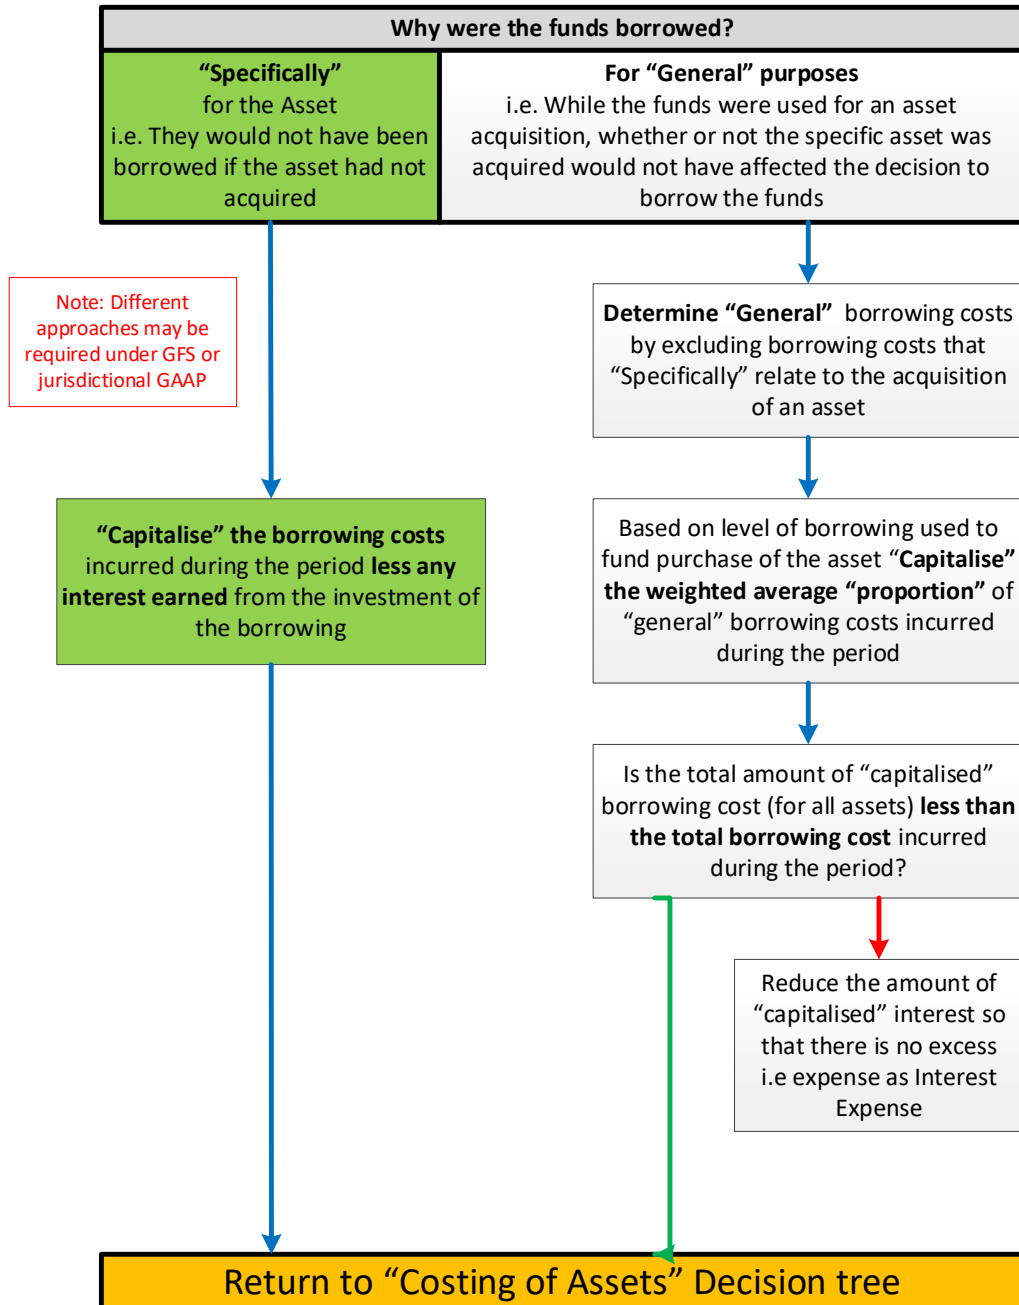 Why were the funds borrowed?
“Specifically”
for the Asset
i.e. They would not have been
borrowed if the asset had not
acquired
For “General” purposes
i.e. While the funds were used for an asset
acquisition, whether or not the specific asset was
acquired would not have affected the decision to
borrow the funds
Note: Different
approaches may be
required under GFS or
jurisdictional GAAP
Determine “General” borrowing costs
by excluding borrowing costs that
“Specifically” relate to the acquisition
of an asset
“Capitalise” the borrowing costs
incurred during the period less any
interest earned from the investment of
the borrowing
Based on level of borrowing used to
fund purchase of the asset “Capitalise”
the weighted average “proportion” of
“general” borrowing costs incurred
during the period
Is the total amount of “capitalised”
borrowing cost (for all assets) less than
the total borrowing cost incurred
during the period?
Reduce the amount of
“capitalised” interest so
that there is no excess
i.e expense as Interest
Expense
Return to “Costing of Assets” Decision tree